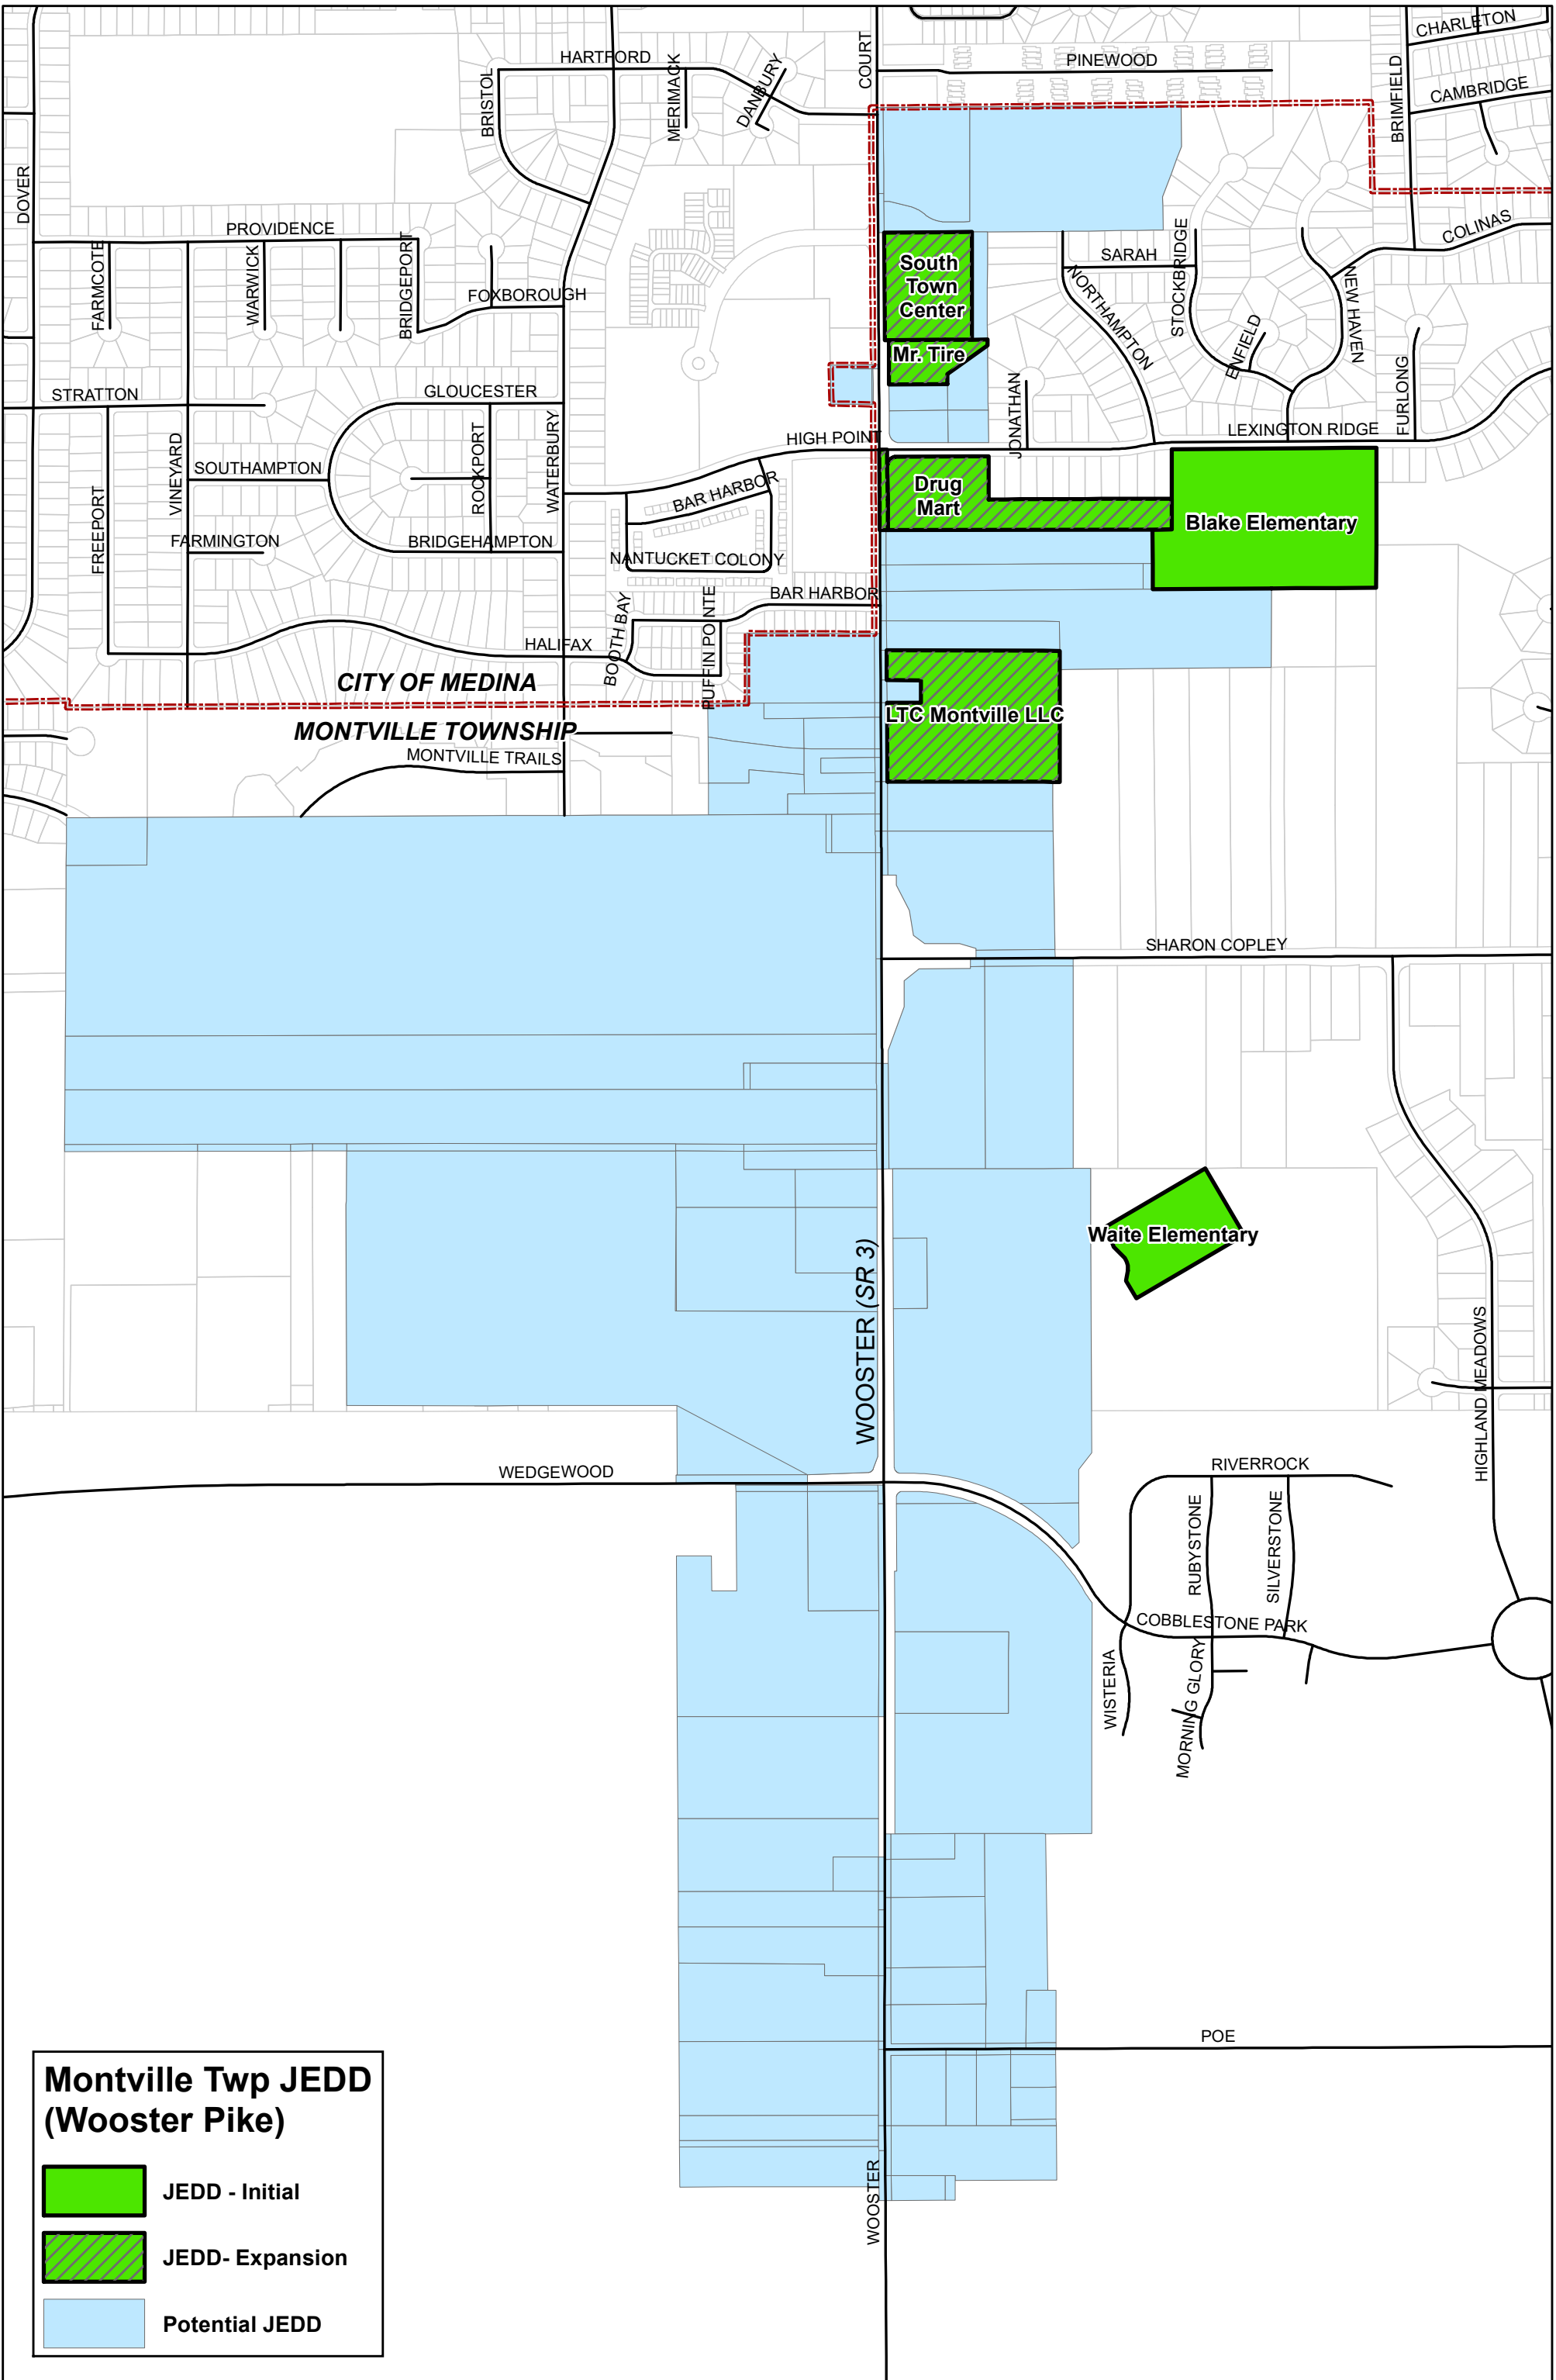 CHARLETON
HARTFORD
COURT
PINEWOOD
BRIMFIELD
CAMBRIDGE
BRISTOL
MERIMACK
DANBURY
DOVER
PROVIDENCE
FARMCOTE
WARWICK
BRIDGEPORT
FOXBOROUGH
South
Town
Center
SARAH
STOCKBRIDGE
COLINAS
NORTHAMPTON
NEW HAVEN
Mr. Tire
ENFIELD
STRATTON
GLOUCESTER
JONATHAN
FURLONG
LEXINGTON RIDGE
HIGH POINT
VINEYARD
SOUTHAMPTON
ROCKPORT
WATERBURY
BAR HARBOR
Drug
Mart
Blake Elementary
FREEPORT
FARMINGTON
BRIDGEHAMPTON
NANTUCKET COLONY
BAR HARBOR
BOOTH BAY
PUFFIN POINTE
HALIFAX
CITY OF MEDINA
MONTVILLE TOWNSHIP
LTC Montville LLC
MONTVILLE TRAILS
SHARON COPLEY
Waite Elementary
WOOSTER (SR 3)
HIGHLAND MEADOWS
WEDGEWOOD
RIVERROCK
RUBYSTONE
SILVERSTONE
COBBLESTONE PARK
WISTERIA
MORNING GLORY
POE
WOOSTER
Montville Twp JEDD
(Wooster Pike)
JEDD - Initial
JEDD- Expansion
Potential JEDD